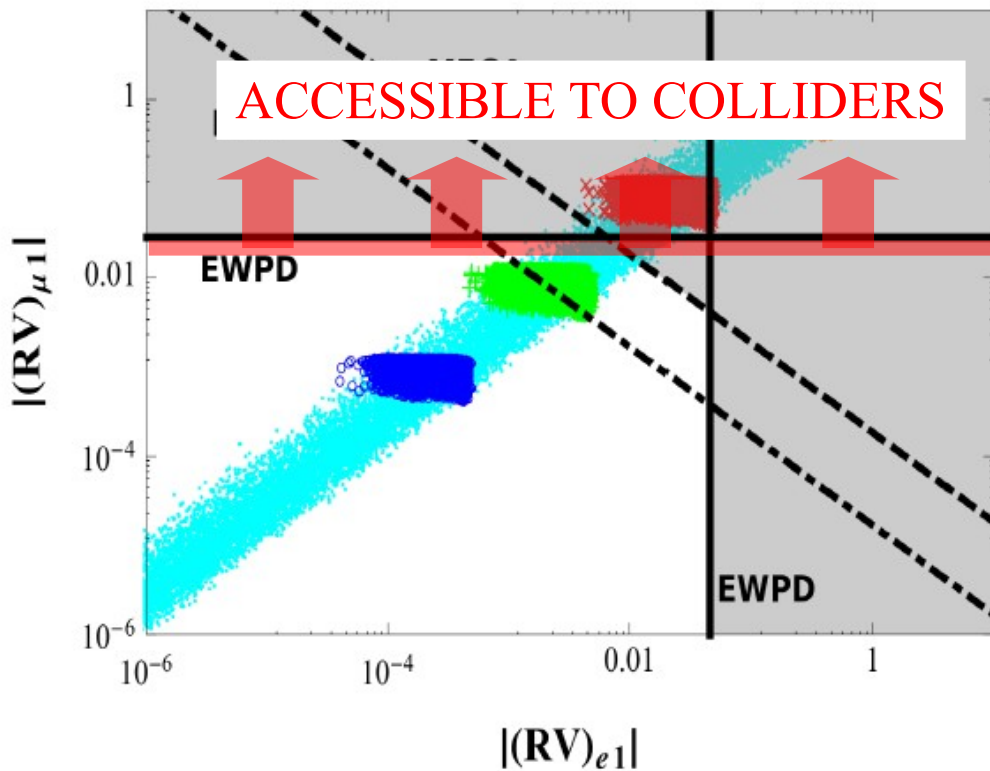 ACCESSIBLE TO COLLIDERS
1
0.01
10⁻⁴
10⁻⁶
|(RV)μ1|
EWPD
EWPD
10⁻⁶ 10⁻⁴ 0.01 1
|(RV)e1|